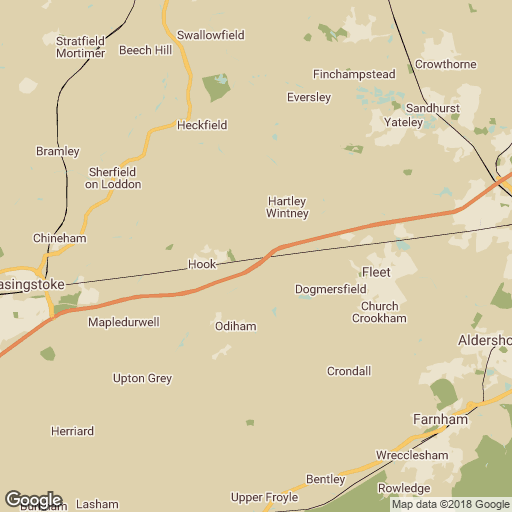 Swallowfield
Stratfield
Mortimer
Beech Hill
Crowthorne
Finchampstead
Eversley
Sandhurst
Yateley
Heckfield
Bramley
Sherfield
on Loddon
Hartley
Wintney
Chineham
Hook
Fleet
asingstoke
Dogmersfield
Church
Crookham
Mapledurwell
Odiham
Aldersho
Crondall
Upton Grey
Farnham
Herriard
Wrecclesham
Bentley
Rowledge
Upper Froyle
Lasham
Google
Map data ©2018 Google